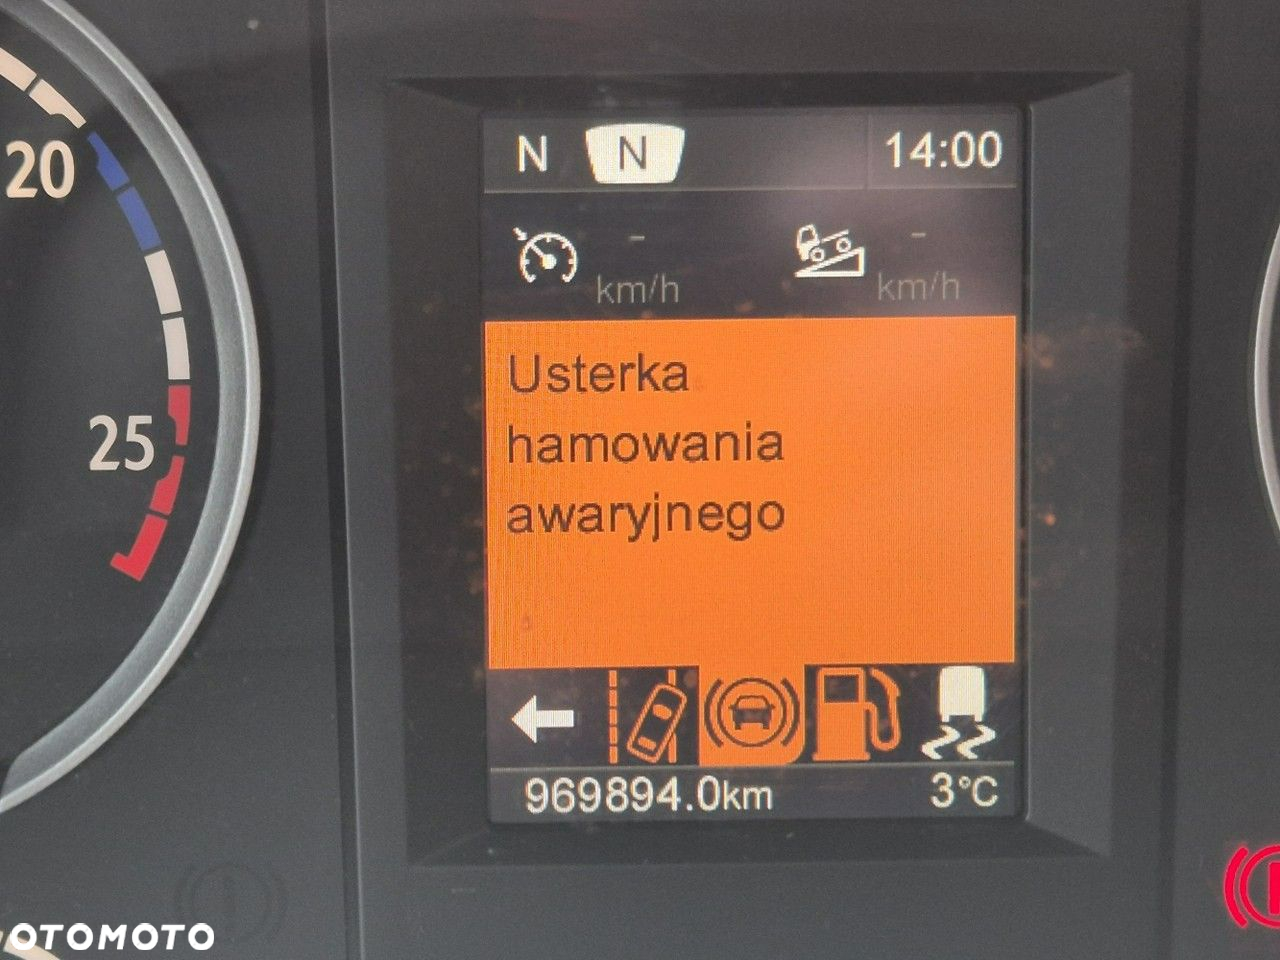 20
25
N N 14:00
-
km/h
-
km/h
Usterka
hamowania
awaryjnego
969894.0km 3°C
OTOMOTO